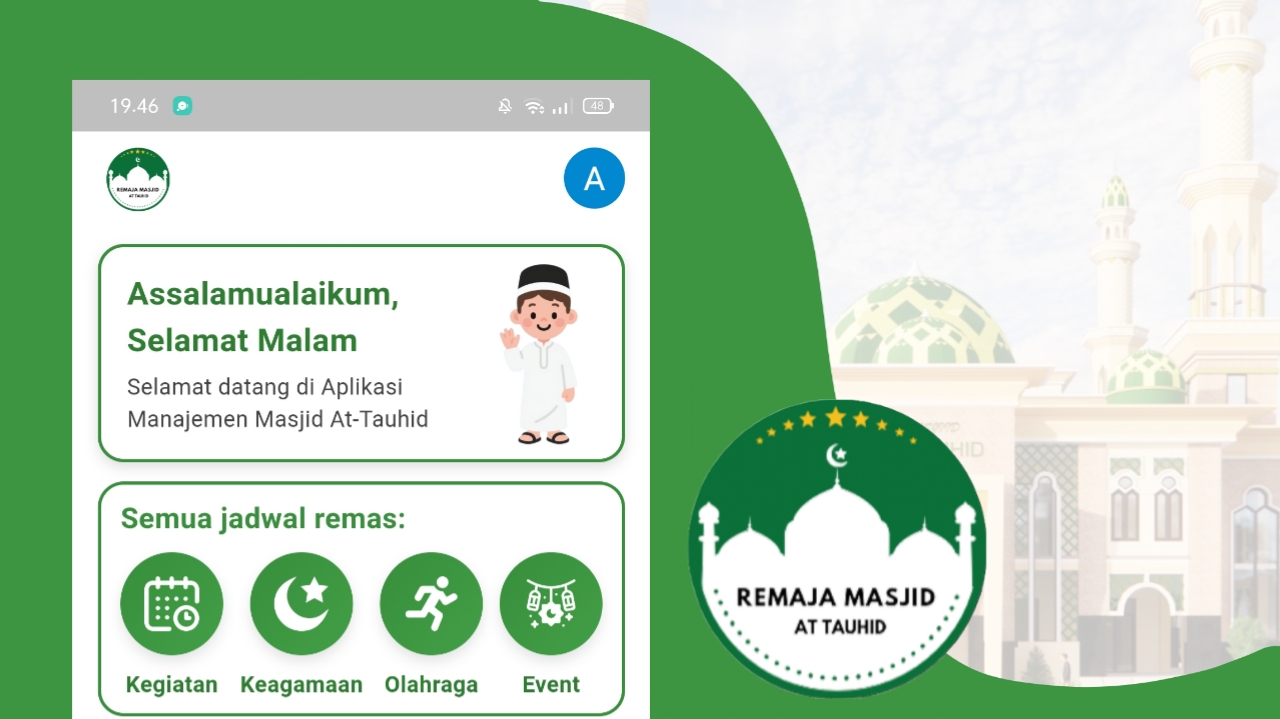 19.46
48
REMAJA MASJID
AT TAUHID
A
Assalamualaikum,
Selamat Malam
Selamat datang di Aplikasi
Manajemen Masjid At-Tauhid
Semua jadwal remas:
Kegiatan
Keagamaan
Olahraga
Event
REMAJA MASJID
AT TAUHID